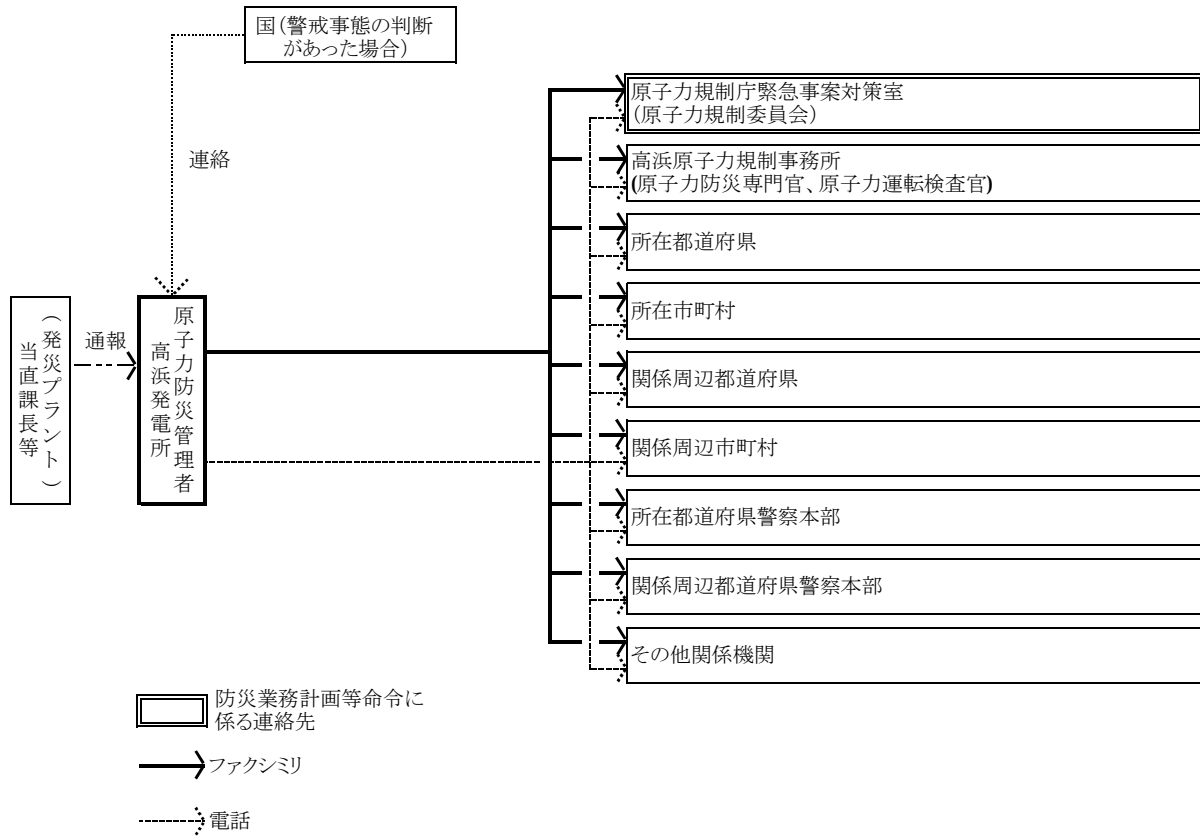 国（警戒事態の判断
があった場合）
連絡
原子力規制庁緊急事案対策室
（原子力規制委員会）
高浜原子力規制事務所
(原子力防災専門官、原子力運転検査官)
所在都道府県
所在市町村
関係周辺都道府県
関係周辺市町村
所在都道府県警察本部
関係周辺都道府県警察本部
その他関係機関
（発災プラント）
当直課長等
通報
原子力防災管理者
高浜発電所
防災業務計画等命令に
係る連絡先
ファクシミリ
電話